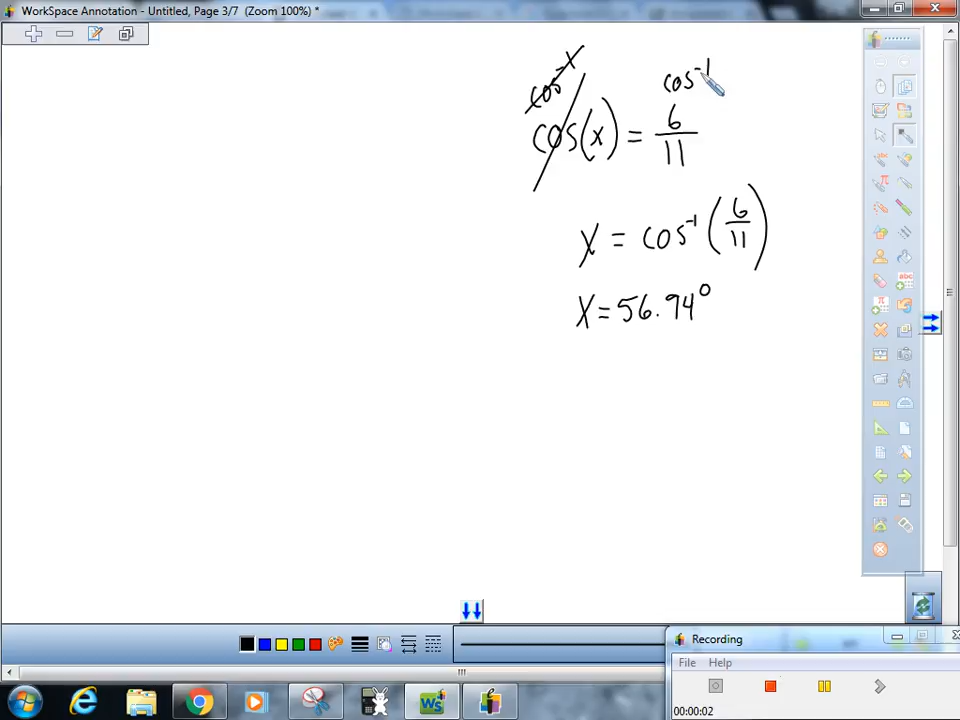 WorkSpace Annotation - Untitled, Page 3/7 (Zoom 100%) *
cos⁻¹ cos⁻¹
cos(x) = 6/11
x = cos⁻¹(6/11)
x = 56.94°
Recording
File Help
00:00:02